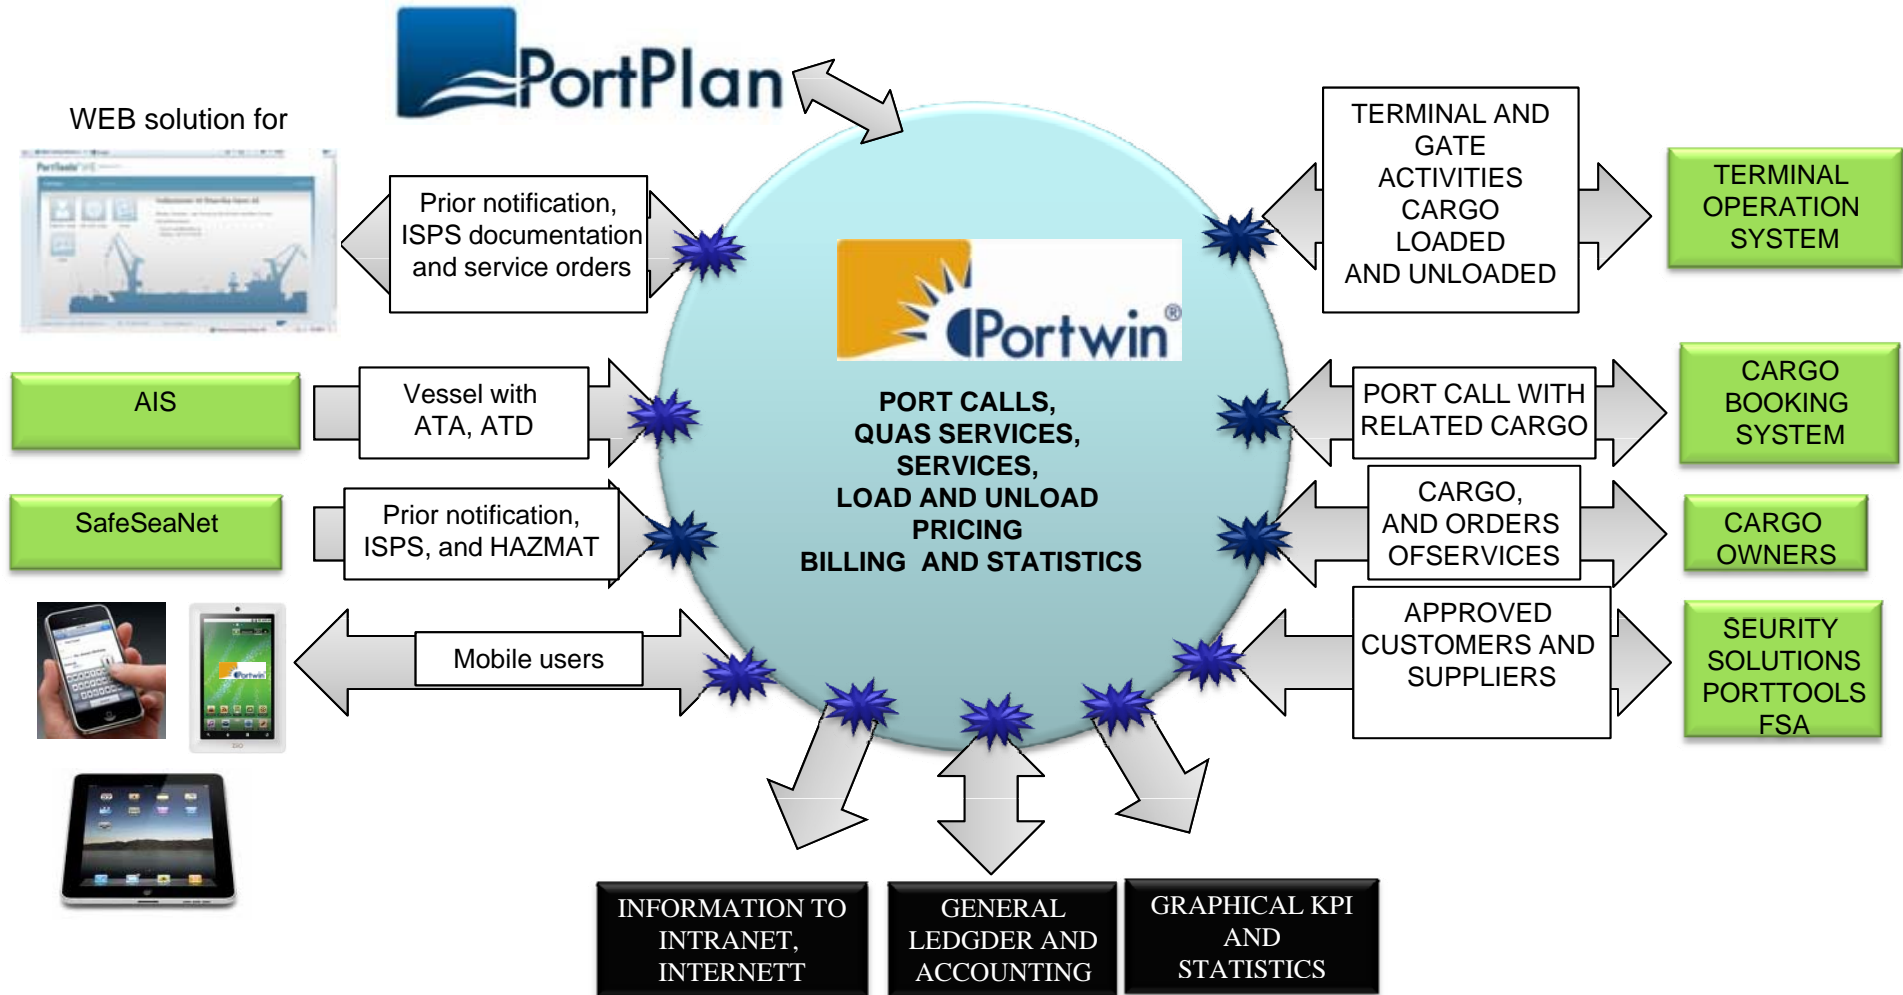 PortPlan
WEB solution for
PortTools WEB
Prior notification,
ISPS documentation
and service orders
AIS
Vessel with
ATA, ATD
SafeSeaNet
Prior notification,
ISPS, and HAZMAT
Mobile users
Portwin
ZiO
Portwin®
PORT CALLS,
QUAS SERVICES,
SERVICES,
LOAD AND UNLOAD
PRICING
BILLING AND STATISTICS
TERMINAL AND
GATE
ACTIVITIES
CARGO
LOADED
AND UNLOADED
TERMINAL
OPERATION
SYSTEM
PORT CALL WITH
RELATED CARGO
CARGO
BOOKING
SYSTEM
CARGO,
AND ORDERS
OFSERVICES
CARGO
OWNERS
APPROVED
CUSTOMERS AND
SUPPLIERS
SEURITY
SOLUTIONS
PORTTOOLS
FSA
INFORMATION TO
INTRANET,
INTERNETT
GENERAL
LEDGDER AND
ACCOUNTING
GRAPHICAL KPI
AND
STATISTICS